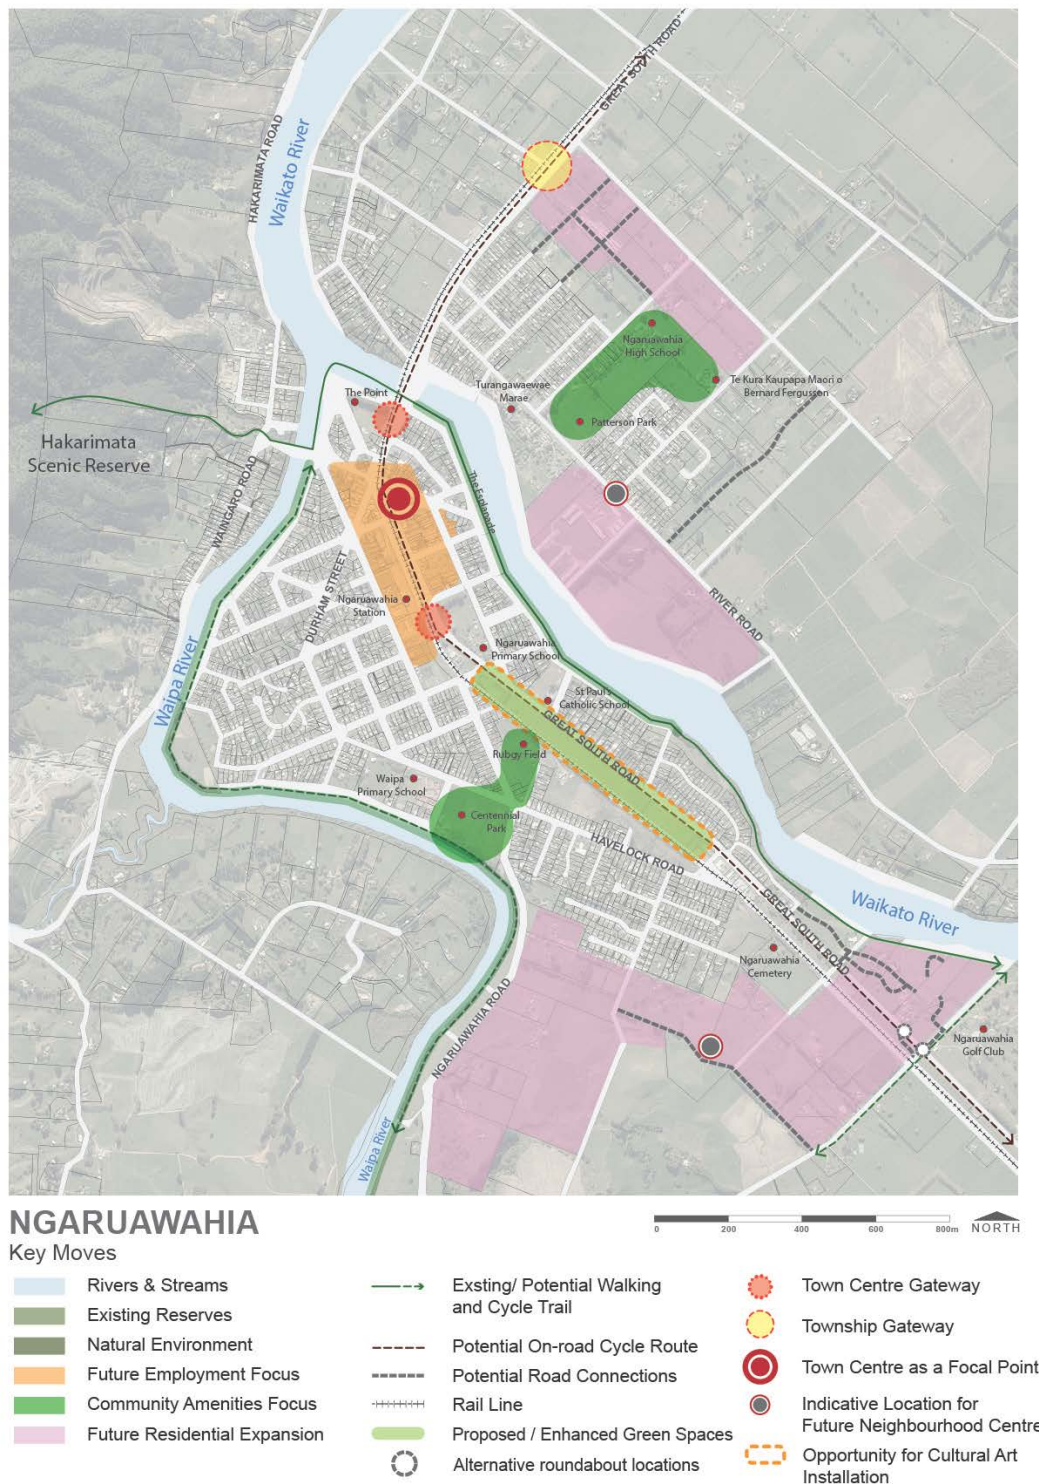 GREAT SOUTH ROAD
HAKARIMATA ROAD
Waikato River
Ngaruawahia
High School
Te Kura Kaupapa Maori o
Bernard Fergusson
The Point
Turangawaewae
Marae
Patterson Park
Hakarimata
Scenic Reserve
WAINGARO ROAD
The Esplanade
DURHAM STREET
Ngaruawahia
Station
RIVER ROAD
Ngaruawahia
Primary School
Waipa River
St Paul's
Catholic School
GREAT SOUTH ROAD
Rubgy Field
Waipa
Primary School
Centennial
Park
HAVELOCK ROAD
Waikato River
GREAT SOUTH ROAD
Ngaruawahia
Cemetery
NGARUAWAHIA ROAD
Ngaruawahia
Golf Club
Waipa River
NGARUAWAHIA
Key Moves
0 200 400 600 800m
NORTH
Rivers & Streams
Existing Reserves
Natural Environment
Future Employment Focus
Community Amenities Focus
Future Residential Expansion
Exsting/ Potential Walking
and Cycle Trail
Potential On-road Cycle Route
Potential Road Connections
Rail Line
Proposed / Enhanced Green Spaces
Alternative roundabout locations
Town Centre Gateway
Township Gateway
Town Centre as a Focal Point
Indicative Location for
Future Neighbourhood Centre
Opportunity for Cultural Art
Installation